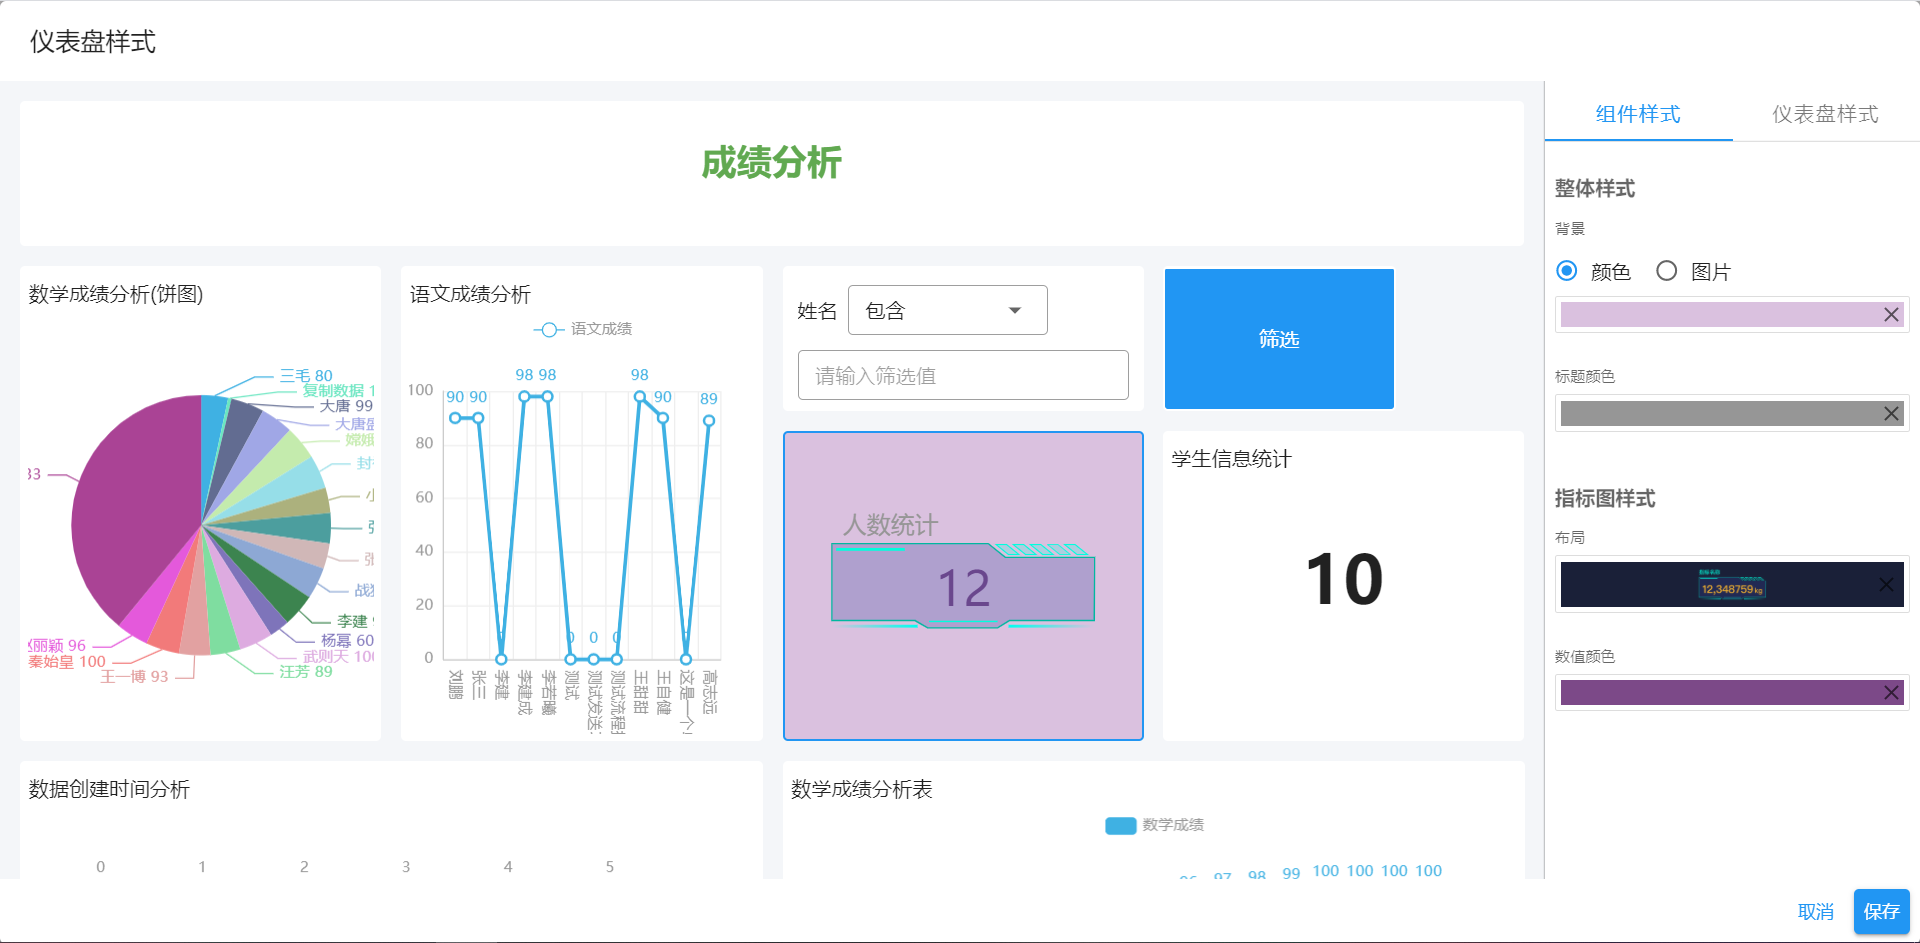 仪表盘样式
组件样式
仪表盘样式
成绩分析
整体样式
背景
颜色
图片
标题颜色
指标图样式
布局
12,348759kg
数值颜色
数学成绩分析(饼图)
三毛 80
复制数据 1
大唐 99
大唐
小
战
李建
杨幂 60
武则天 100
汪芳 89
王一博 93
秦始皇 100
丽颖 96
33
语文成绩分析
语文成绩
100
80
60
40
20
0
90 90
98 98
0 0 0
98
90
89
刘鹏
张三
李建
李建成
李若曦
测试
测试发送
测试流程
王甜甜
王自健
这是一个
高志远
姓名
包含
请输入筛选值
筛选
人数统计
12
学生信息统计
10
数据创建时间分析
0 1 2 3 4 5
数学成绩分析表
数学成绩
96 97 98 99 100 100 100 100
取消
保存